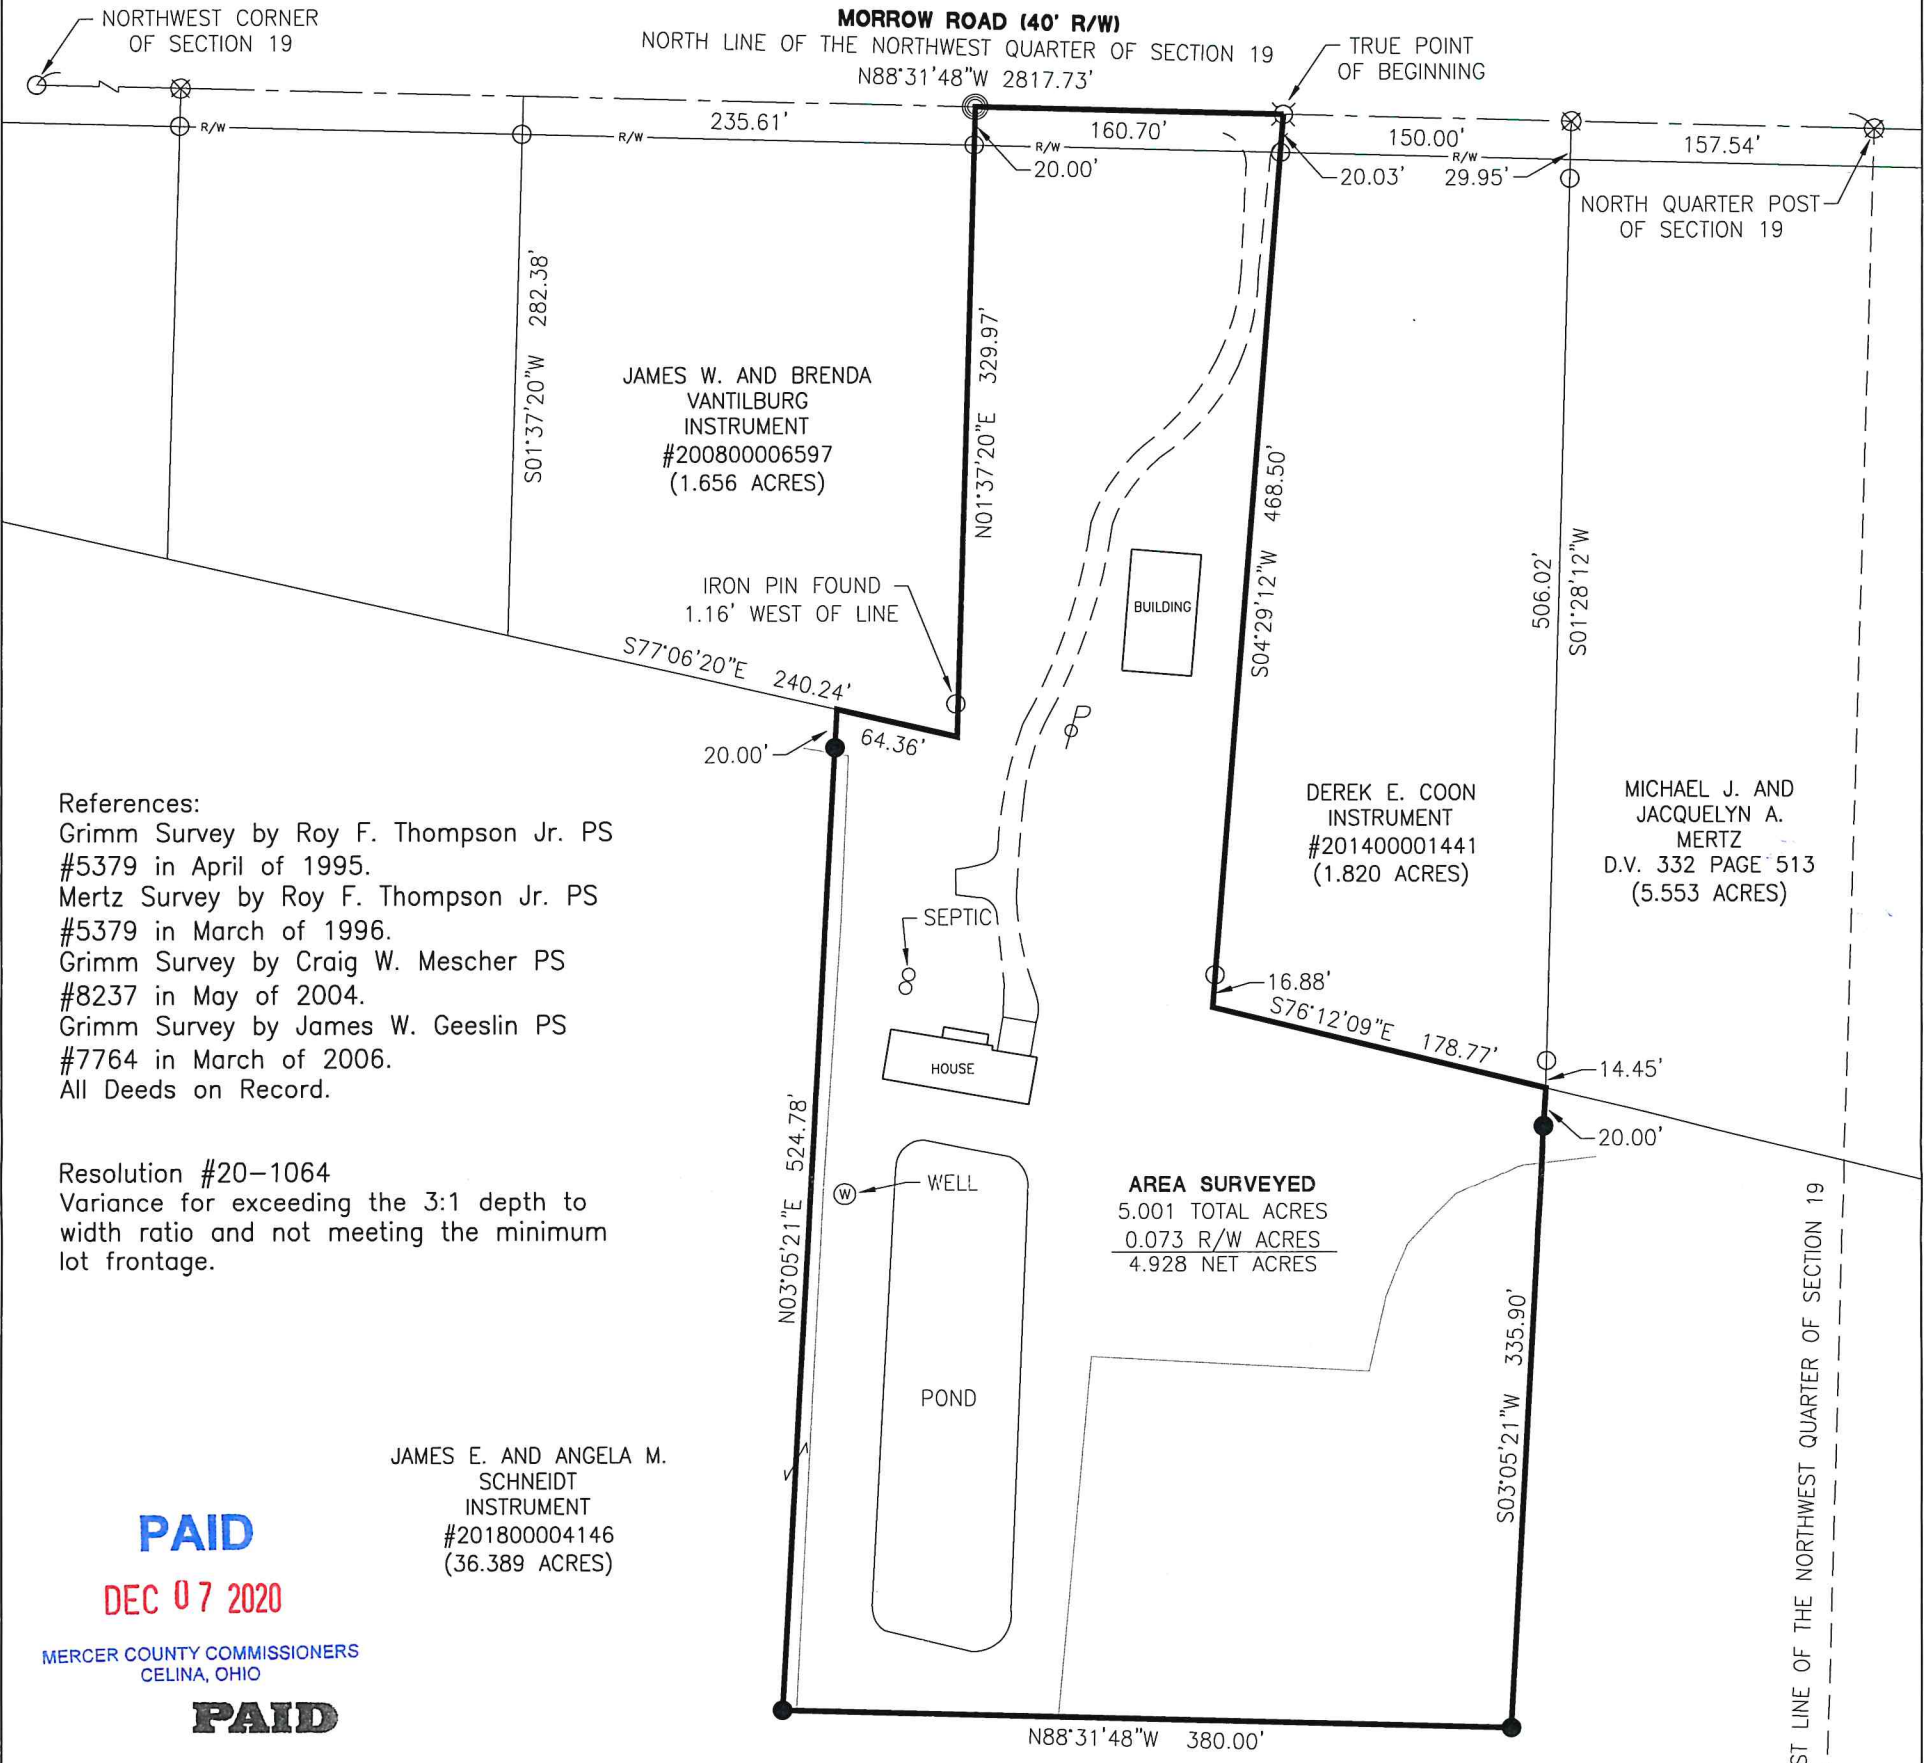 NORTHWEST CORNER
OF SECTION 19
MORROW ROAD (40' R/W)
NORTH LINE OF THE NORTHWEST QUARTER OF SECTION 19
N88°31'48"W 2817.73'
TRUE POINT
OF BEGINNING
R/W
R/W
235.61'
R/W
160.70'
20.00'
150.00'
R/W
20.03'
29.95'
157.54'
NORTH QUARTER POST
OF SECTION 19
S01°37'20"W 282.38'
JAMES W. AND BRENDA
VANTILBURG
INSTRUMENT
#200800006597
(1.656 ACRES)
N01°37'20"E 329.97'
S04°29'12"W 468.50'
506.02'
S01°28'12"W
IRON PIN FOUND
1.16' WEST OF LINE
BUILDING
S77°06'20"E 240.24'
64.36'
20.00'
P
References:
Grimm Survey by Roy F. Thompson Jr. PS
#5379 in April of 1995.
Mertz Survey by Roy F. Thompson Jr. PS
#5379 in March of 1996.
Grimm Survey by Craig W. Mescher PS
#8237 in May of 2004.
Grimm Survey by James W. Geeslin PS
#7764 in March of 2006.
All Deeds on Record.
DEREK E. COON
INSTRUMENT
#201400001441
(1.820 ACRES)
MICHAEL J. AND
JACQUELYN A.
MERTZ
D.V. 332 PAGE 513
(5.553 ACRES)
SEPTIC
16.88'
S76°12'09"E 178.77'
14.45'
20.00'
HOUSE
Resolution #20-1064
Variance for exceeding the 3:1 depth to
width ratio and not meeting the minimum
lot frontage.
N03°05'21"E 524.78'
W
WELL
AREA SURVEYED
5.001 TOTAL ACRES
0.073 R/W ACRES
4.928 NET ACRES
POND
S03°05'21"W 335.90'
ST LINE OF THE NORTHWEST QUARTER OF SECTION 19
JAMES E. AND ANGELA M.
SCHNEIDT
INSTRUMENT
#201800004146
(36.389 ACRES)
PAID
DEC 07 2020
MERCER COUNTY COMMISSIONERS
CELINA, OHIO
PAID
N88°31'48"W 380.00'